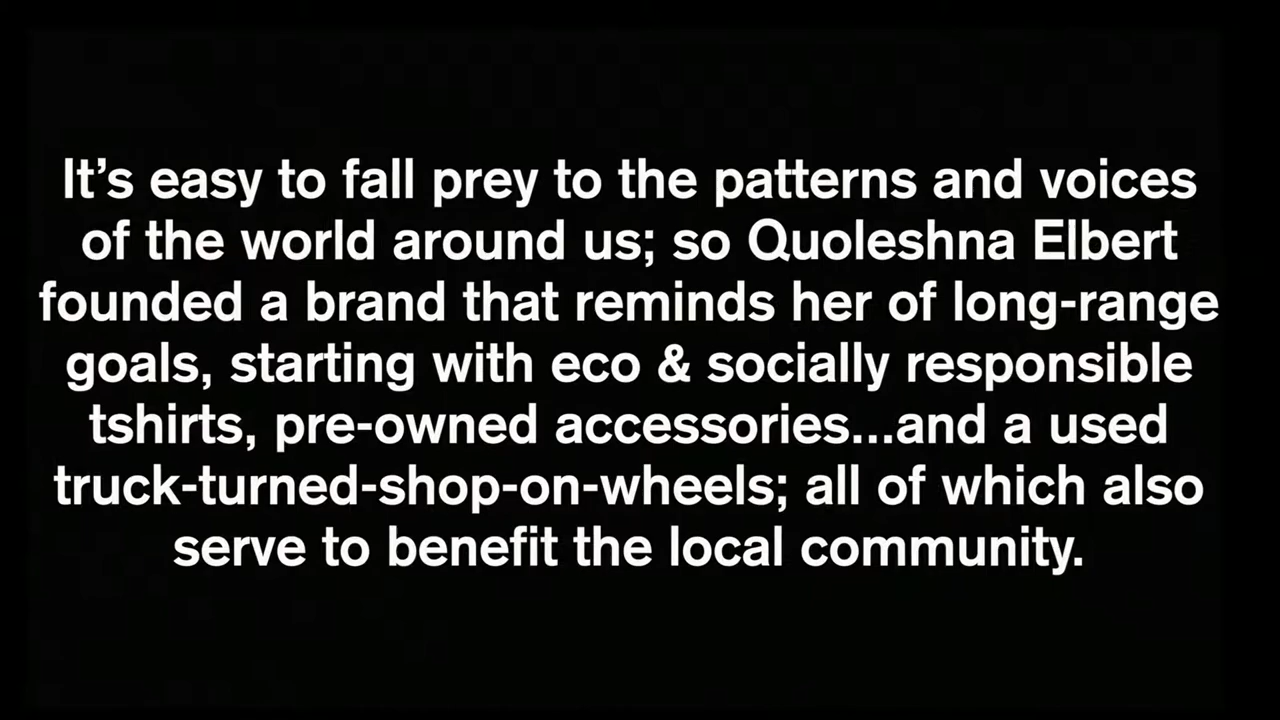 It’s easy to fall prey to the patterns and voices
of the world around us; so Quoleshna Elbert
founded a brand that reminds her of long-range
goals, starting with eco & socially responsible
tshirts, pre-owned accessories...and a used
truck-turned-shop-on-wheels; all of which also
serve to benefit the local community.